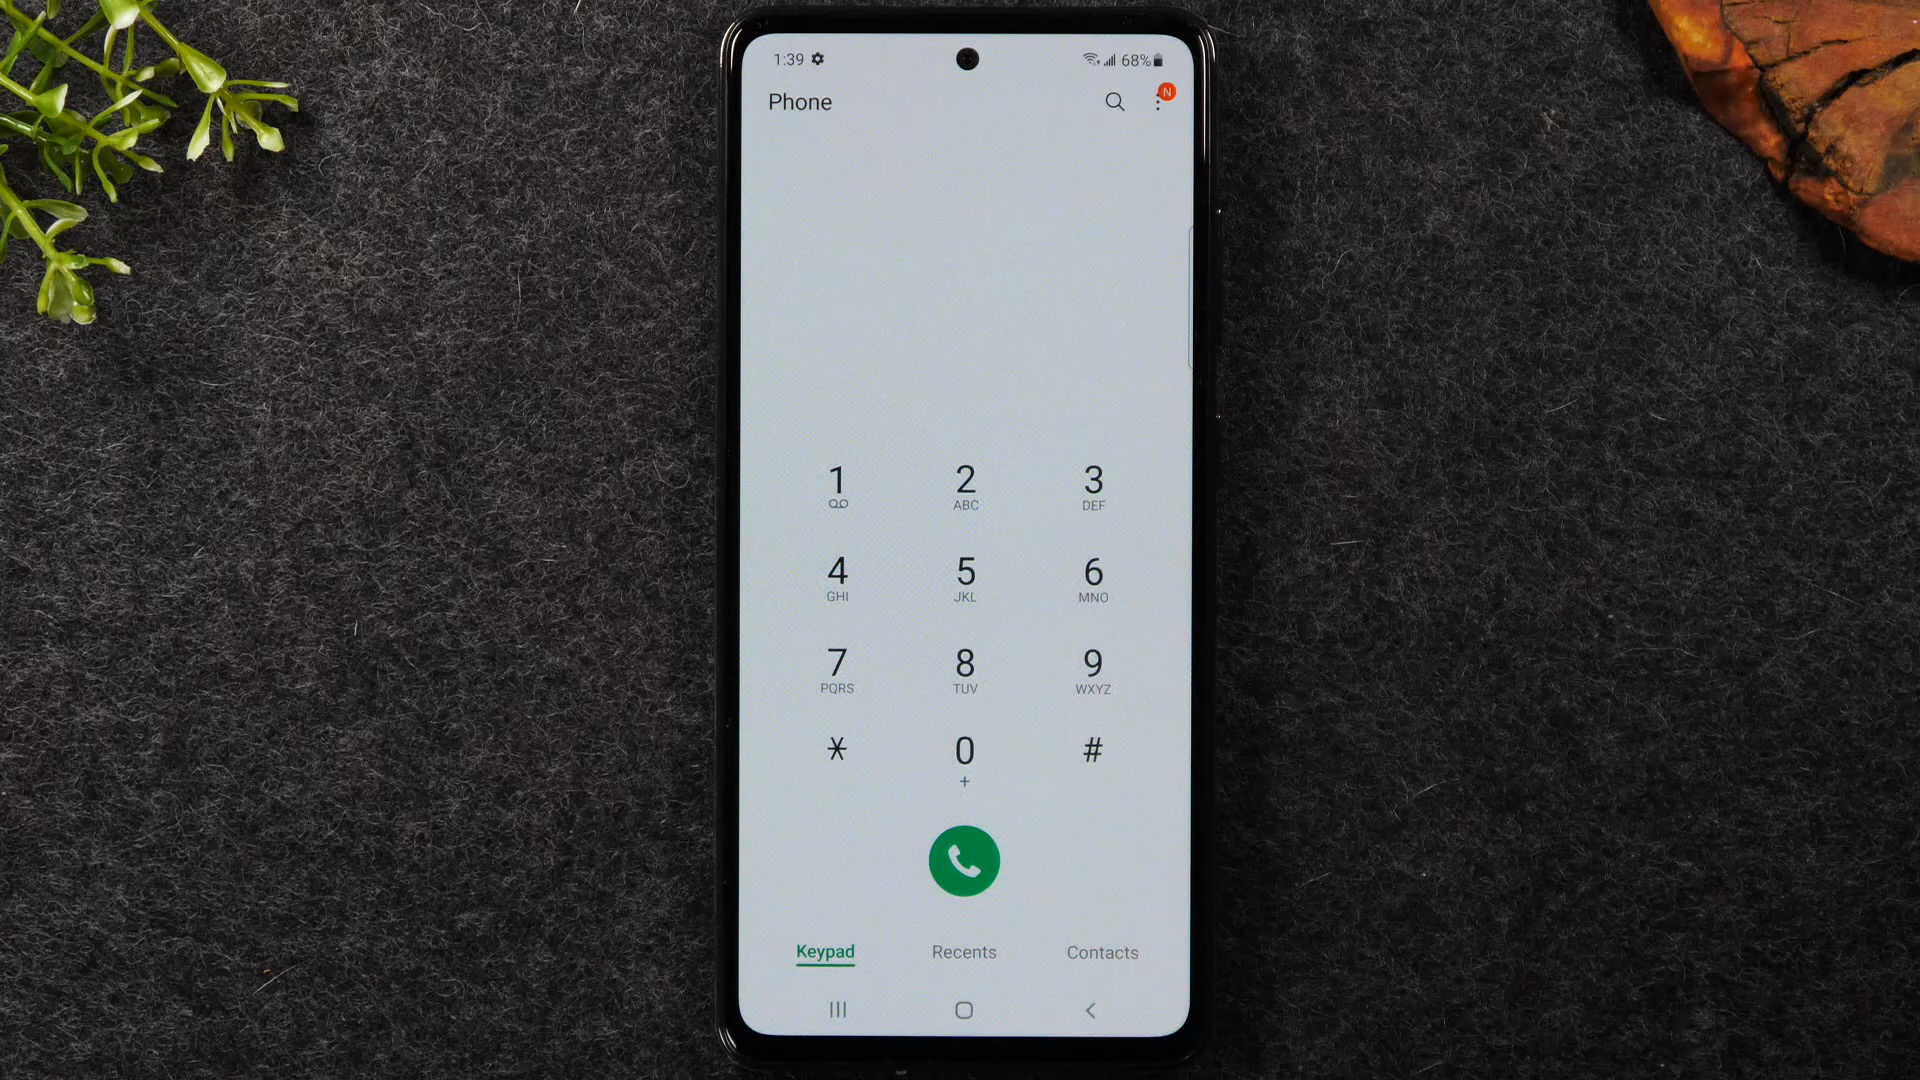 1:39 68%
Phone N
1 2 3
ABC DEF
4 5 6
GHI JKL MNO
7 8 9
PQRS TUV WXYZ
* 0 #
+
Keypad Recents Contacts